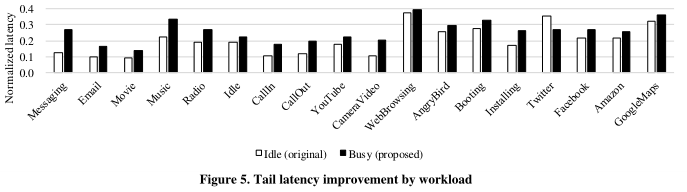 Normalized latency
0.4
0.3
0.2
0.1
0.0
Messaging
Email
Movie
Music
Radio
Idle
CallIn
CallOut
YouTube
CameraVideo
WebBrowsing
AngryBird
Booting
Installing
Twitter
Facebook
Amazon
GoogleMaps
Idle (original) Busy (proposed)
Figure 5. Tail latency improvement by workload